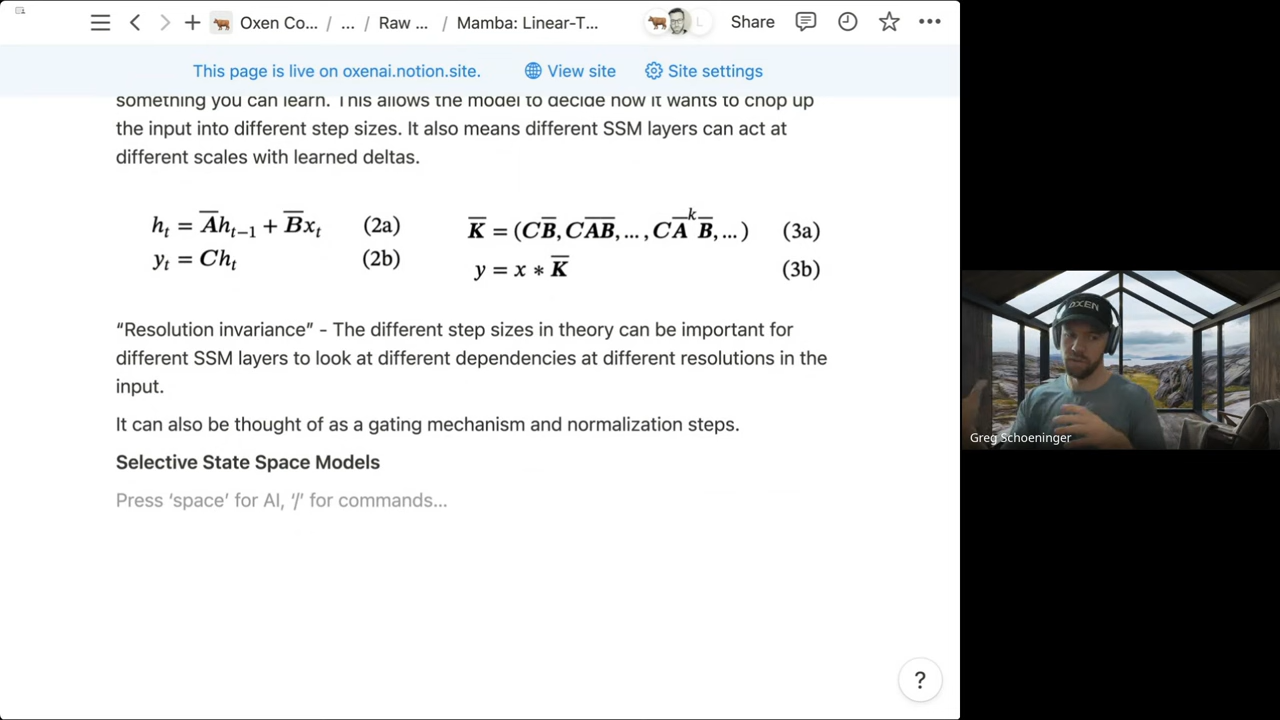 Oxen Co... / ... / Raw ... / Mamba: Linear-T...
L Share
This page is live on oxenai.notion.site. View site Site settings
something you can learn. This allows the model to decide how it wants to chop up
the input into different step sizes. It also means different SSM layers can act at
different scales with learned deltas.
h_t = A̅h_{t−1} + B̅x_t (2a)
y_t = Ch_t (2b)
K̅ = (CB̅, CA̅B̅, ..., CA̅^kB̅, ...) (3a)
y = x ∗ K̅ (3b)
“Resolution invariance” - The different step sizes in theory can be important for
different SSM layers to look at different dependencies at different resolutions in the
input.
It can also be thought of as a gating mechanism and normalization steps.
Selective State Space Models
Press ‘space’ for AI, ‘/’ for commands...
?
OXEN
Greg Schoeninger